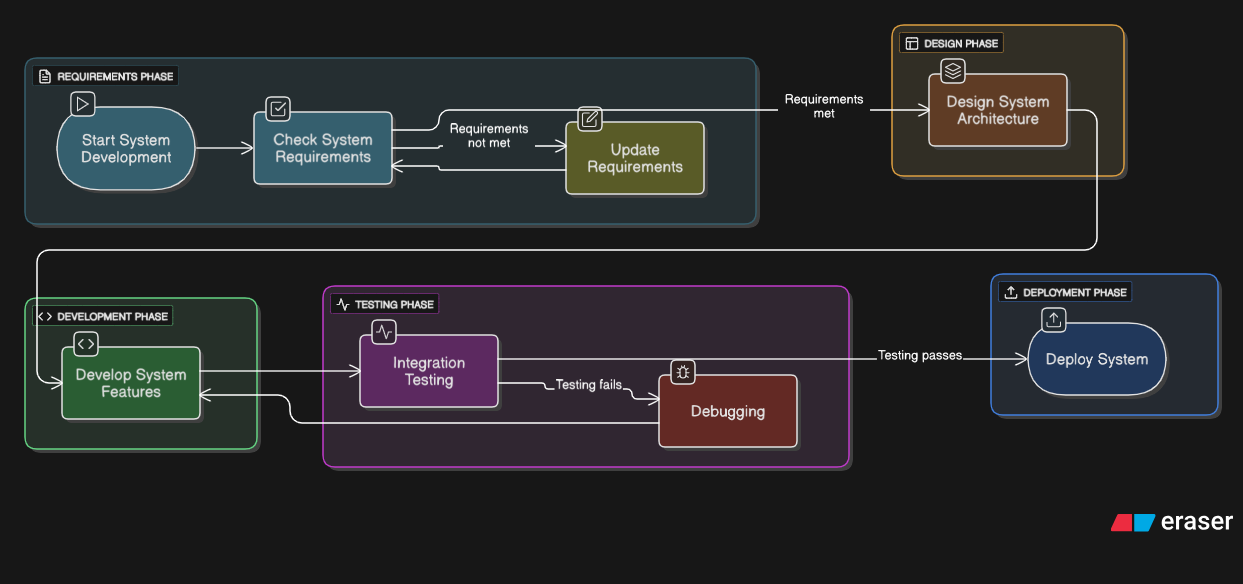 REQUIREMENTS PHASE
Start System
Development
Check System
Requirements
Requirements
not met
Update
Requirements
Requirements
met
DESIGN PHASE
Design System
Architecture
DEVELOPMENT PHASE
Develop System
Features
TESTING PHASE
Integration
Testing
Testing fails
Debugging
Testing passes
DEPLOYMENT PHASE
Deploy System
eraser